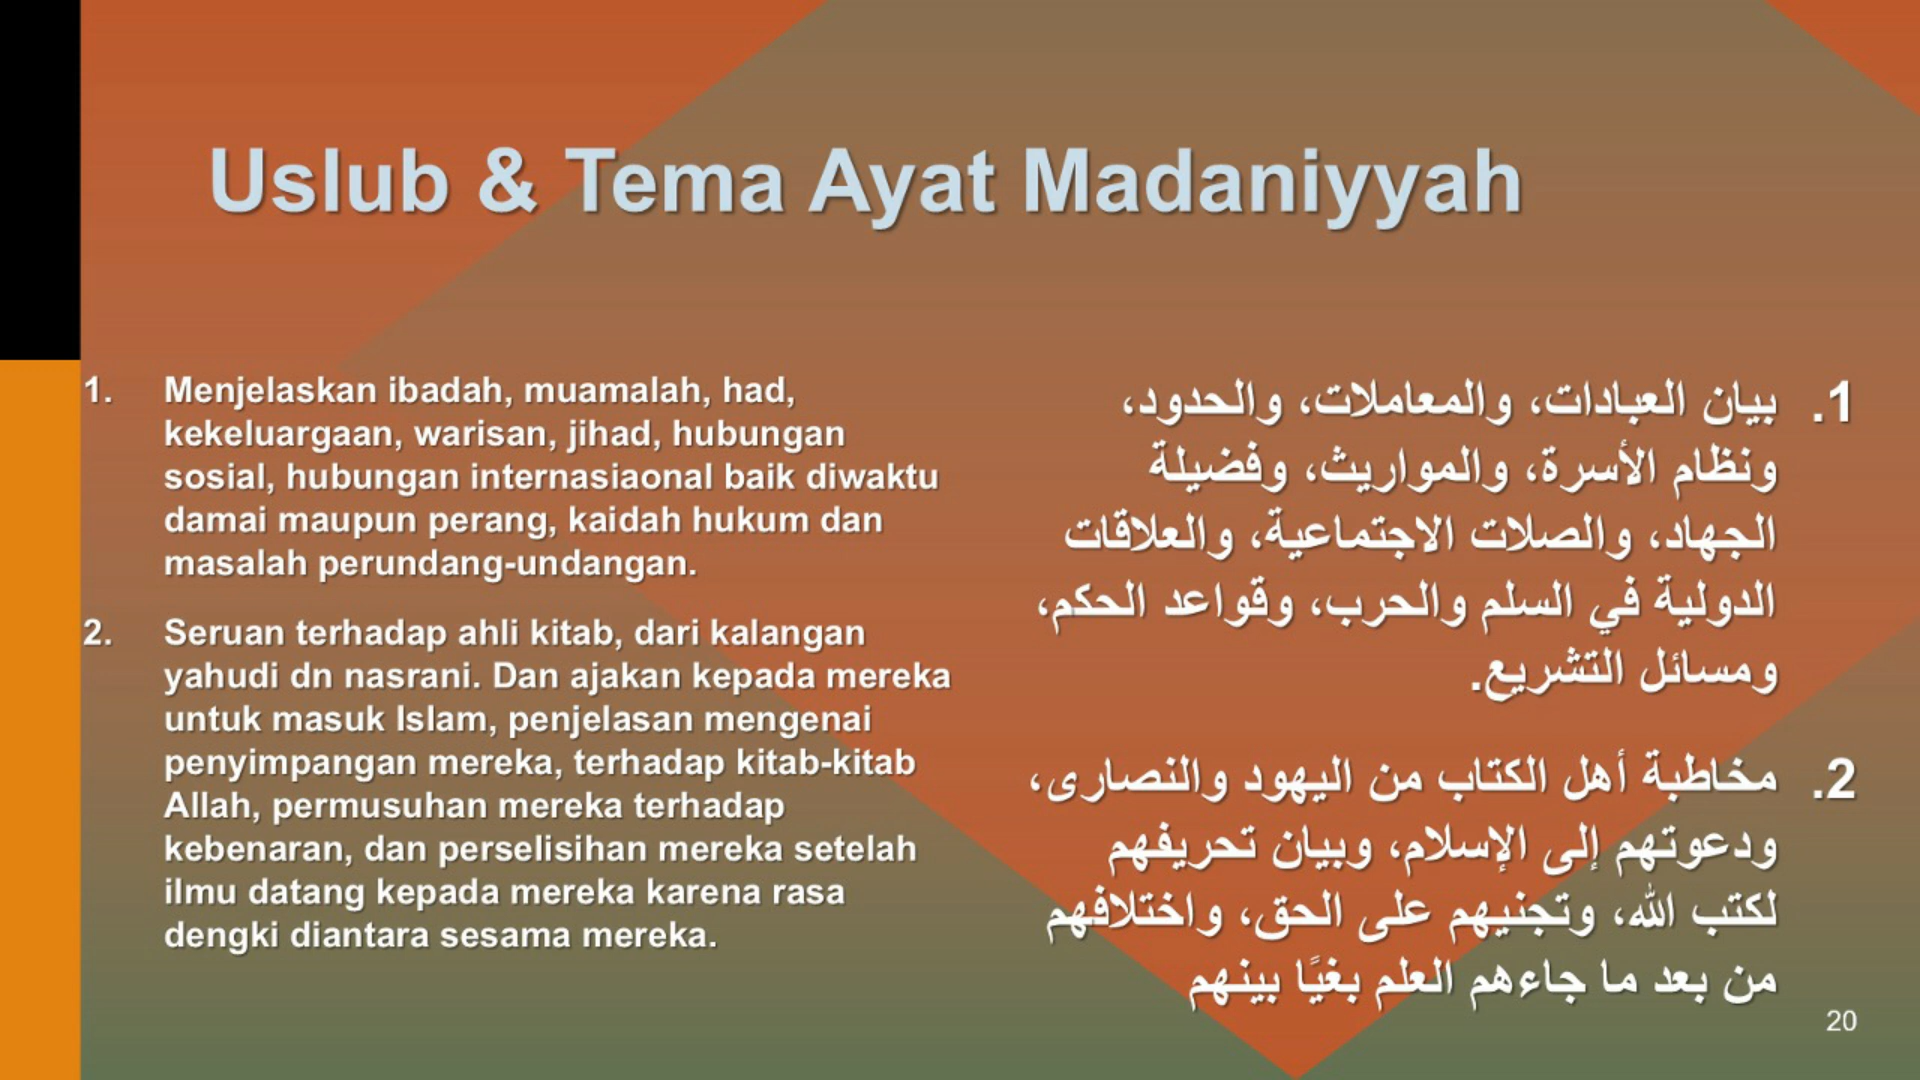 Uslub & Tema Ayat Madaniyyah
1. Menjelaskan ibadah, muamalah, had,
kekeluargaan, warisan, jihad, hubungan
sosial, hubungan internasiaonal baik diwaktu
damai maupun perang, kaidah hukum dan
masalah perundang-undangan.
2. Seruan terhadap ahli kitab, dari kalangan
yahudi dn nasrani. Dan ajakan kepada mereka
untuk masuk Islam, penjelasan mengenai
penyimpangan mereka, terhadap kitab-kitab
Allah, permusuhan mereka terhadap
kebenaran, dan perselisihan mereka setelah
ilmu datang kepada mereka karena rasa
dengki diantara sesama mereka.
1. بيان العبادات، والمعاملات، والحدود،
ونظام الأسرة، والمواريث، وفضيلة
الجهاد، والصلات الاجتماعية، والعلاقات
الدولية في السلم والحرب، وقواعد الحكم،
ومسائل التشريع.
2. مخاطبة أهل الكتاب من اليهود والنصارى،
ودعوتهم إلى الإسلام، وبيان تحريفهم
لكتب الله، وتجنيهم على الحق، واختلافهم
من بعد ما جاءهم العلم بغيًا بينهم
20